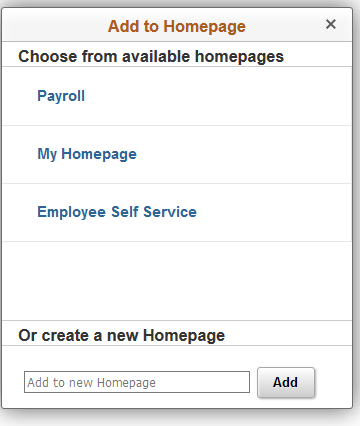 Add to Homepage
Choose from available homepages
Payroll
My Homepage
Employee Self Service
Or create a new Homepage
Add to new Homepage Add